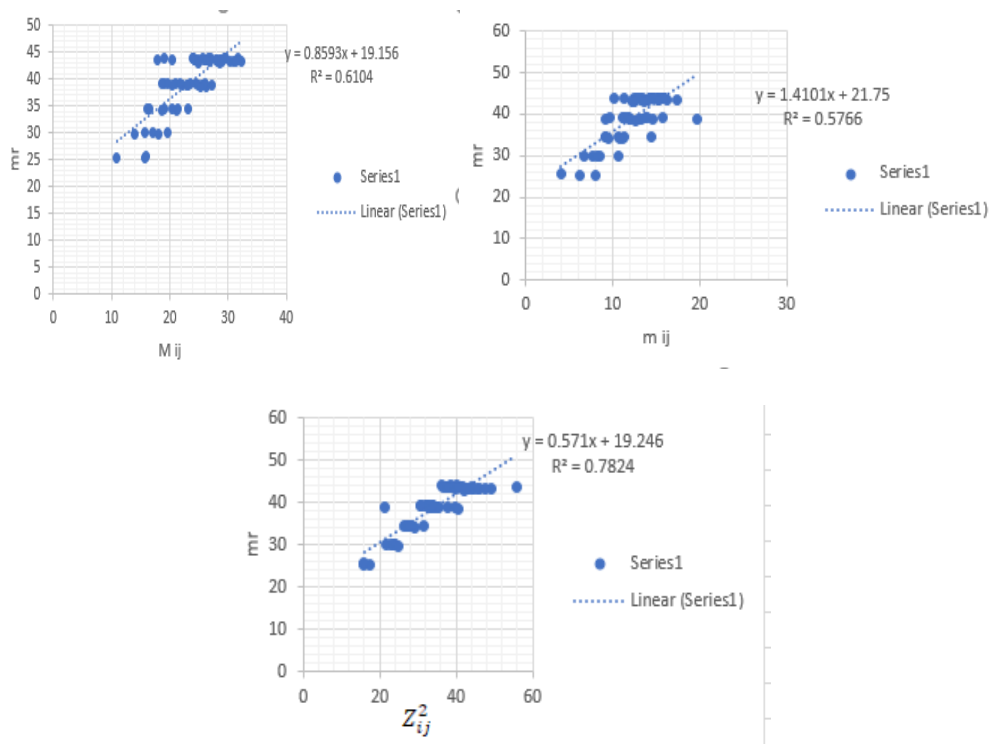 50
45
40
35
30
25
20
15
10
5
0
mr
0 10 20 30 40
M ij
y = 0.8593x + 19.156
R² = 0.6104
Series1
Linear (Series1)
60
50
40
30
20
10
0
mr
0 10 20 30
m ij
y = 1.4101x + 21.75
R² = 0.5766
Series1
Linear (Series1)
60
50
40
30
20
10
0
mr
0 20 40 60
Z²ᵢⱼ
y = 0.571x + 19.246
R² = 0.7824
Series1
Linear (Series1)